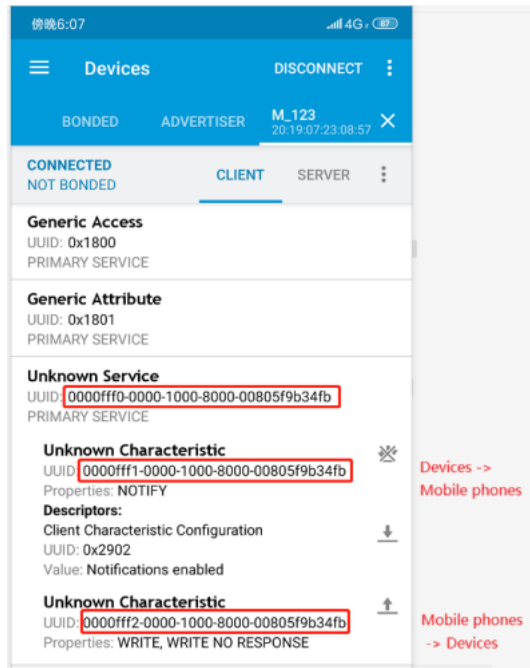 傍晚6:07 4G 87
Devices DISCONNECT
BONDED ADVERTISER M_123
20:19:07:23:08:57
CONNECTED CLIENT SERVER
NOT BONDED
Generic Access
UUID: 0x1800
PRIMARY SERVICE
Generic Attribute
UUID: 0x1801
PRIMARY SERVICE
Unknown Service
UUID: 0000fff0-0000-1000-8000-00805f9b34fb
PRIMARY SERVICE
Unknown Characteristic
UUID: 0000fff1-0000-1000-8000-00805f9b34fb
Properties: NOTIFY
Descriptors:
Client Characteristic Configuration
UUID: 0x2902
Value: Notifications enabled
Devices ->
Mobile phones
Unknown Characteristic
UUID: 0000fff2-0000-1000-8000-00805f9b34fb
Properties: WRITE, WRITE NO RESPONSE
Mobile phones
-> Devices